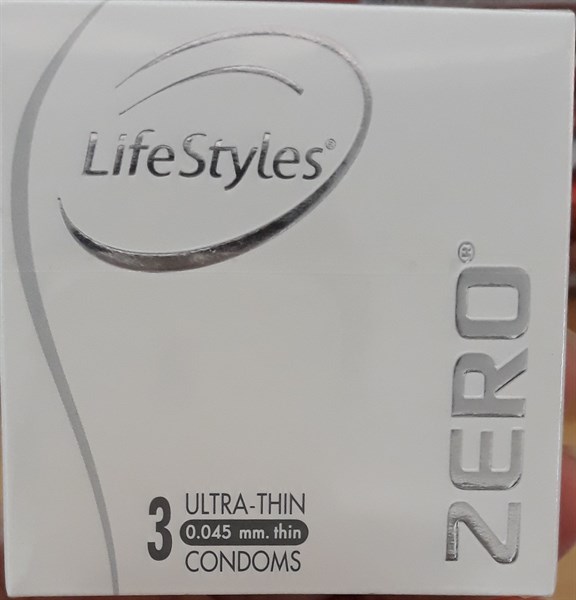 LifeStyles®
ZERO®
3 ULTRA-THIN
0.045 mm. thin
CONDOMS